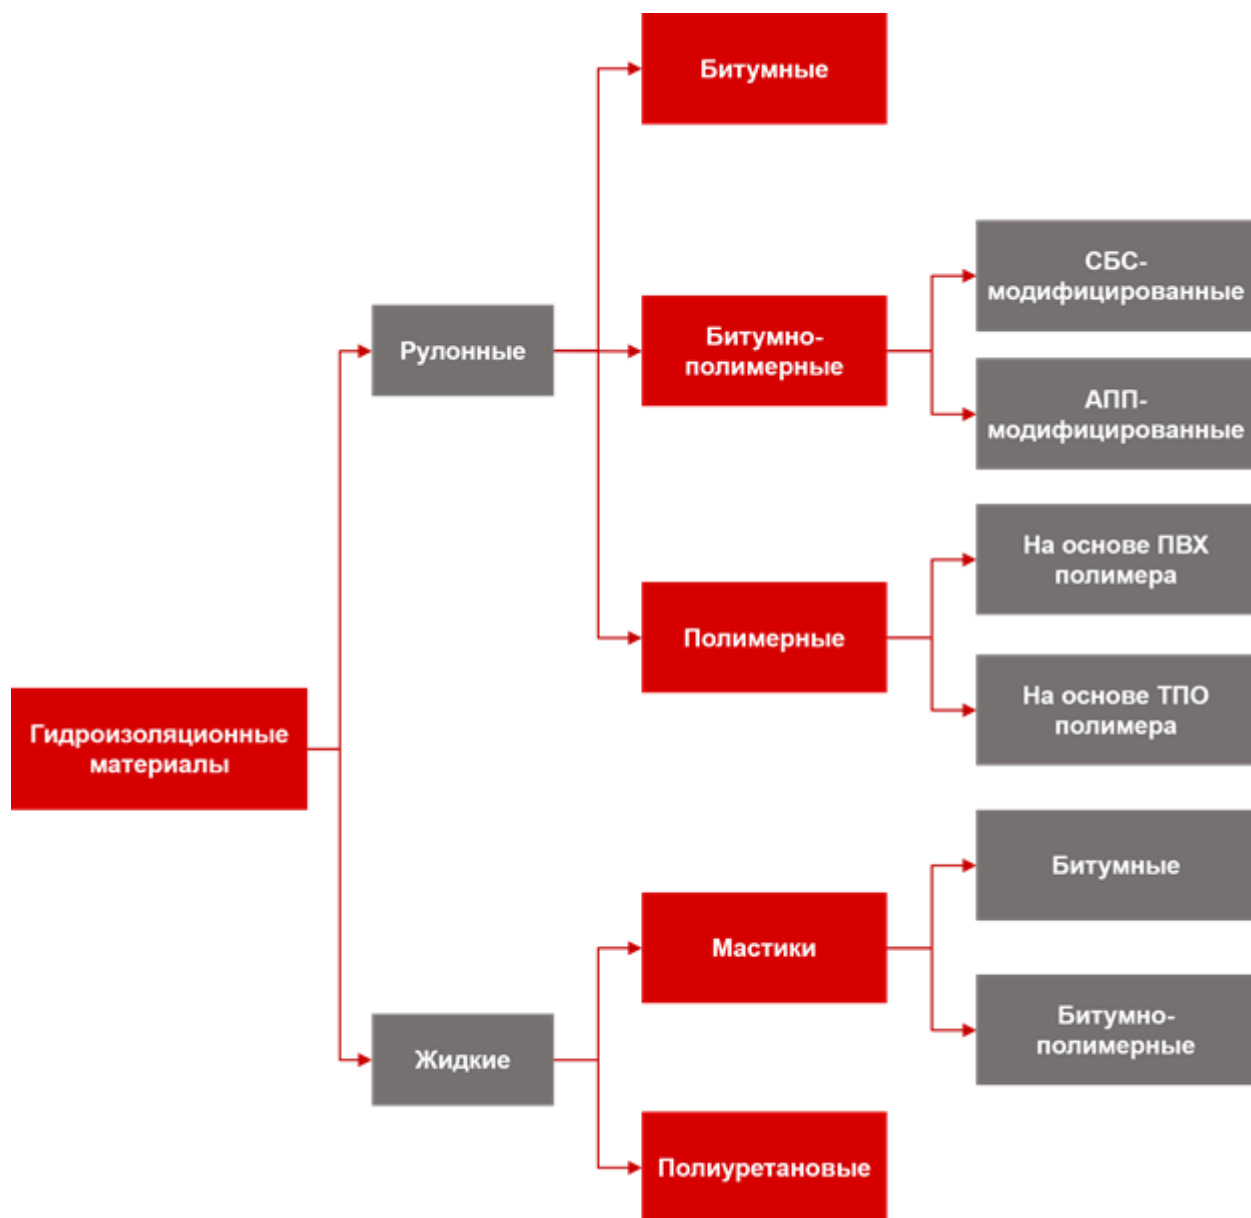 Битумные
СБС-
модифицированные
Рулонные
Битумно-
полимерные
АПП-
модифицированные
На основе ПВХ
полимера
Полимерные
На основе ТПО
полимера
Гидроизоляционные
материалы
Битумные
Мастики
Битумно-
полимерные
Жидкие
Полиуретановые